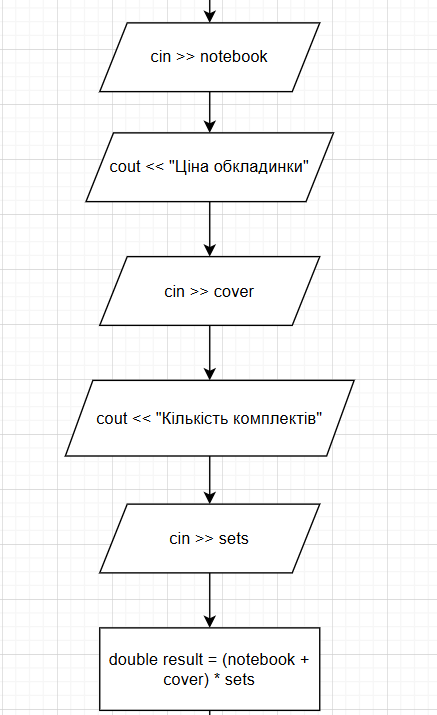 cin >> notebook
cout << "Ціна обкладинки"
cin >> cover
cout << "Кількість комплектів"
cin >> sets
double result = (notebook +
cover) * sets